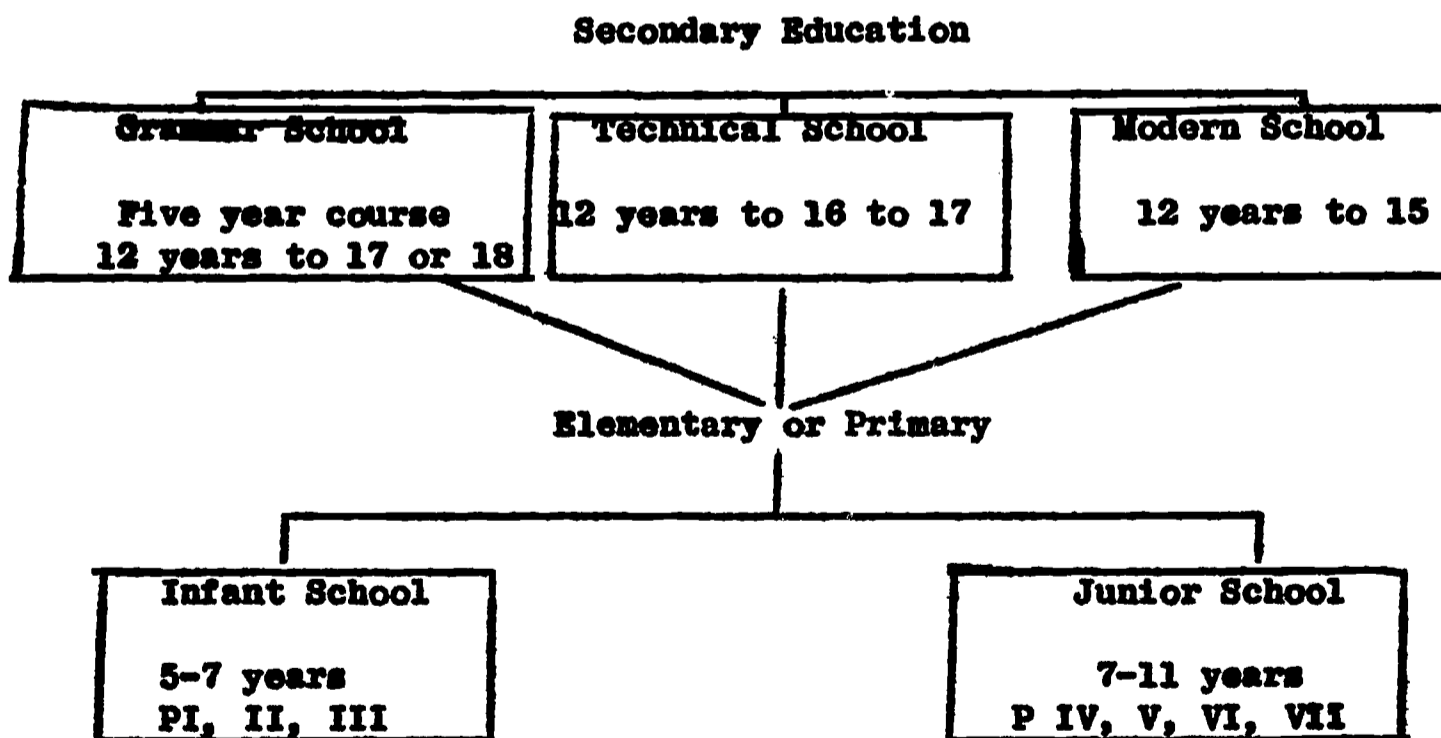 Secondary Education
Grammar School
Five year course
12 years to 17 or 18
Technical School
12 years to 16 to 17
Modern School
12 years to 15
Elementary or Primary
Infant School
5-7 years
PI, II, III
Junior School
7-11 years
P IV, V, VI, VII